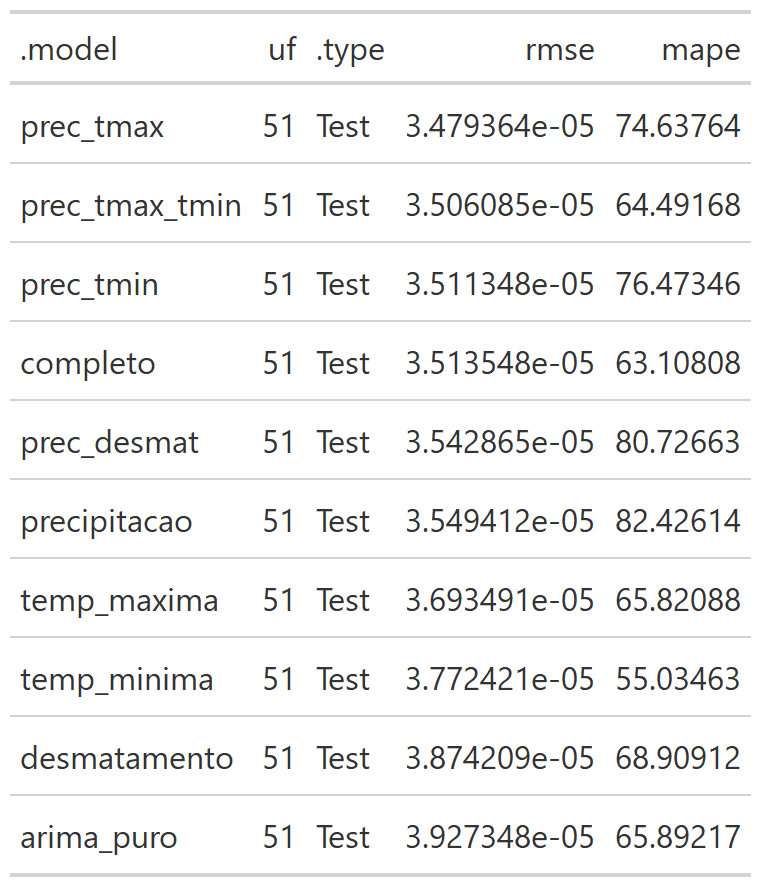 .model uf .type rmse mape
prec_tmax 51 Test 3.479364e-05 74.63764
prec_tmax_tmin 51 Test 3.506085e-05 64.49168
prec_tmin 51 Test 3.511348e-05 76.47346
completo 51 Test 3.513548e-05 63.10808
prec_desmat 51 Test 3.542865e-05 80.72663
precipitacao 51 Test 3.549412e-05 82.42614
temp_maxima 51 Test 3.693491e-05 65.82088
temp_minima 51 Test 3.772421e-05 55.03463
desmatamento 51 Test 3.874209e-05 68.90912
arima_puro 51 Test 3.927348e-05 65.89217